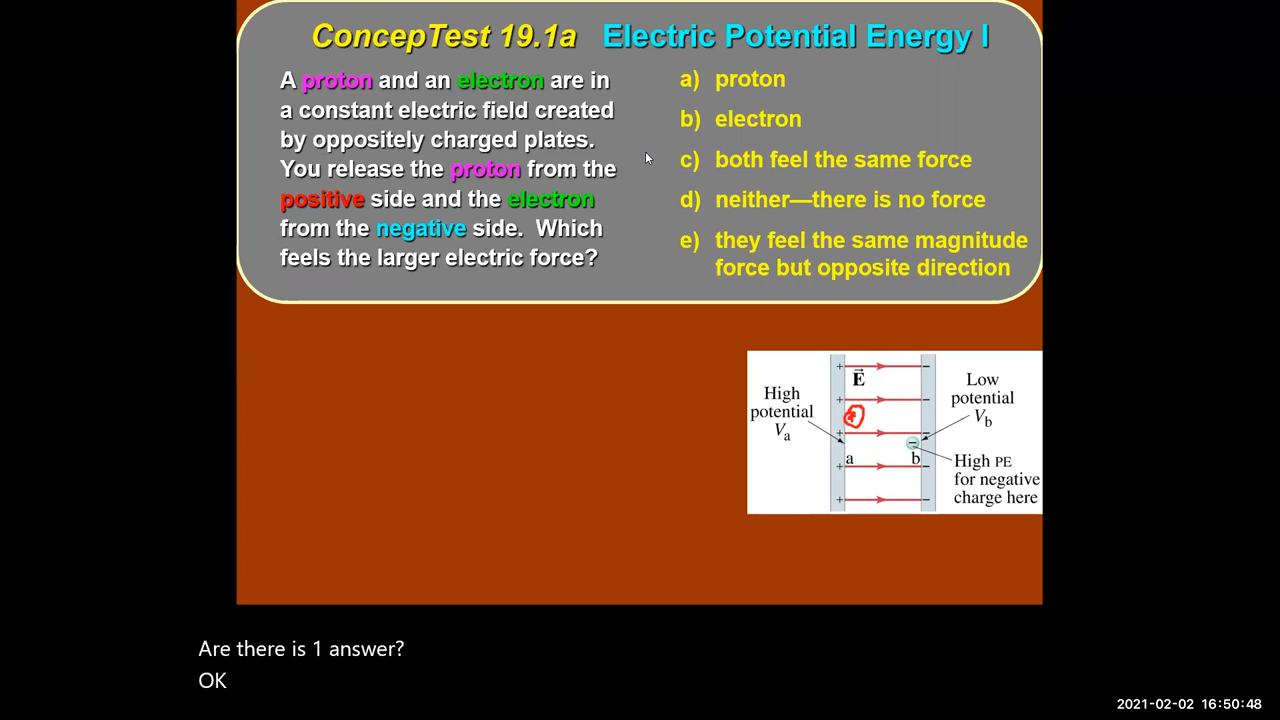 ConcepTest 19.1a Electric Potential Energy I
A proton and an electron are in
a constant electric field created
by oppositely charged plates.
You release the proton from the
positive side and the electron
from the negative side. Which
feels the larger electric force?
a) proton
b) electron
c) both feel the same force
d) neither—there is no force
e) they feel the same magnitude
force but opposite direction
High
potential
Va
+
+
+
+
+
E
+
a
−
b
−
−
−
−
−
Low
potential
Vb
High PE
for negative
charge here
Are there is 1 answer?
OK
2021-02-02 16:50:48